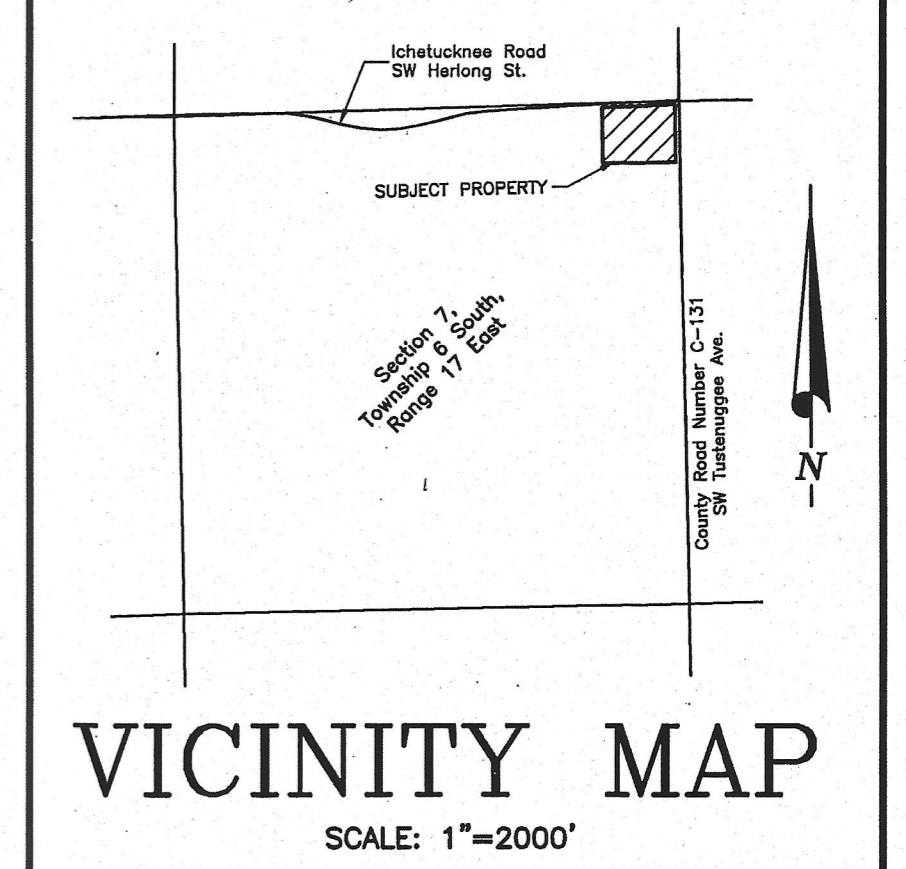 Ichetucknee Road
SW Herlong St.
SUBJECT PROPERTY
Section 7,
Township 6 South,
Range 17 East
County Road Number C-131
SW Tustenuggee Ave.
N
VICINITY MAP
SCALE: 1"=2000'